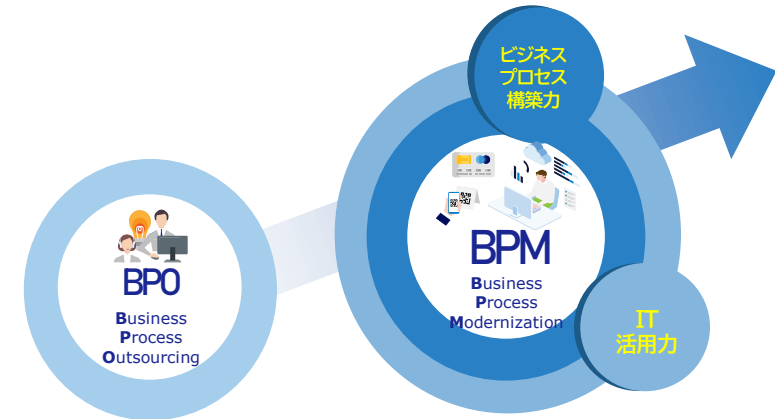 BPO
Business
Process
Outsourcing
ビジネス
プロセス
構築力
BPM
Business
Process
Modernization
IT
活用力